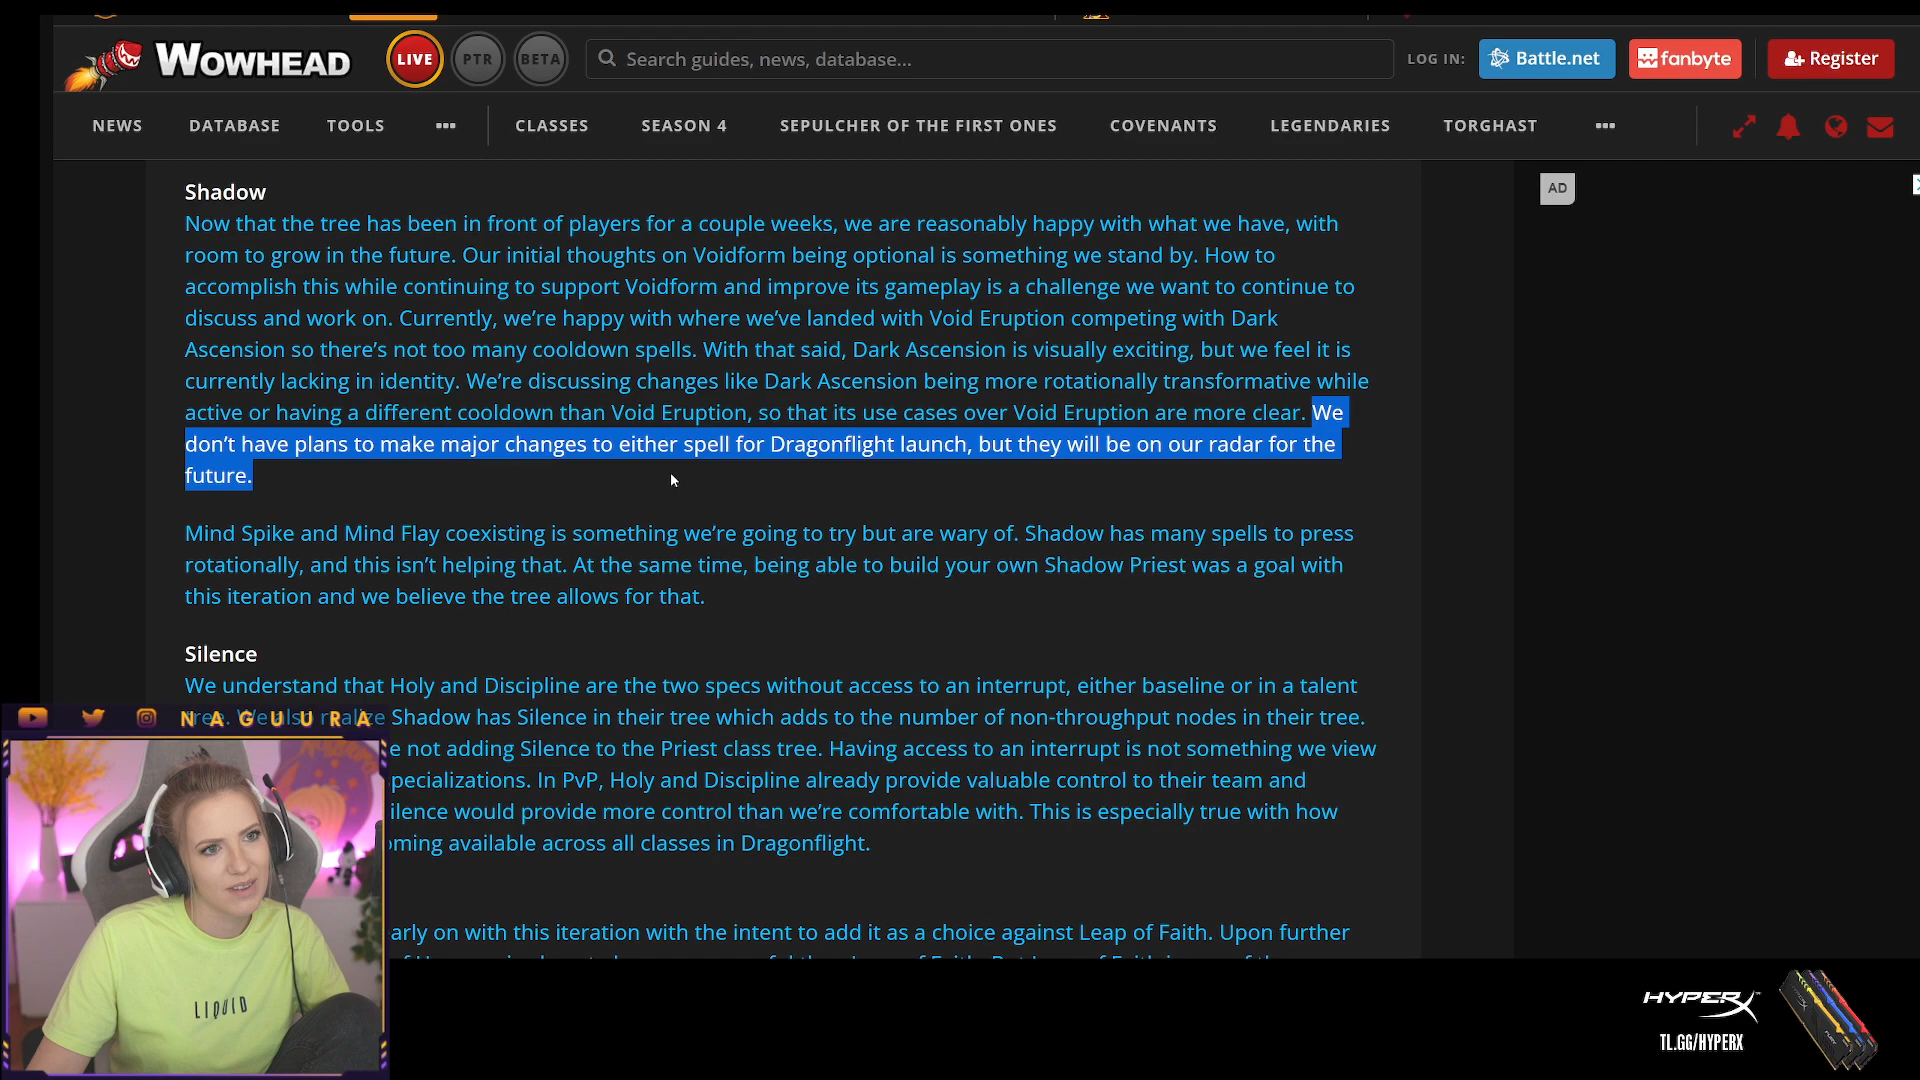 WOWHEAD
LIVE
PTR
BETA
Search guides, news, database...
LOG IN:
Battle.net
fanbyte
Register
NEWS
DATABASE
TOOLS
CLASSES
SEASON 4
SEPULCHER OF THE FIRST ONES
COVENANTS
LEGENDARIES
TORGHAST
AD
Shadow
Now that the tree has been in front of players for a couple weeks, we are reasonably happy with what we have, with
room to grow in the future. Our initial thoughts on Voidform being optional is something we stand by. How to
accomplish this while continuing to support Voidform and improve its gameplay is a challenge we want to continue to
discuss and work on. Currently, we're happy with where we've landed with Void Eruption competing with Dark
Ascension so there's not too many cooldown spells. With that said, Dark Ascension is visually exciting, but we feel it is
currently lacking in identity. We're discussing changes like Dark Ascension being more rotationally transformative while
active or having a different cooldown than Void Eruption, so that its use cases over Void Eruption are more clear. We
don't have plans to make major changes to either spell for Dragonflight launch, but they will be on our radar for the
future.
Mind Spike and Mind Flay coexisting is something we're going to try but are wary of. Shadow has many spells to press
rotationally, and this isn't helping that. At the same time, being able to build your own Shadow Priest was a goal with
this iteration and we believe the tree allows for that.
Silence
We understand that Holy and Discipline are the two specs without access to an interrupt, either baseline or in a talent
tree. We also realize Shadow has Silence in their tree which adds to the number of non-throughput nodes in their tree.
not adding Silence to the Priest class tree. Having access to an interrupt is not something we view
pecializations. In PvP, Holy and Discipline already provide valuable control to their team and
ilence would provide more control than we're comfortable with. This is especially true with how
oming available across all classes in Dragonflight.
arly on with this iteration with the intent to add it as a choice against Leap of Faith. Upon further
NAGUURA
LIQUID
HYPERX
TL.GG/HYPERX